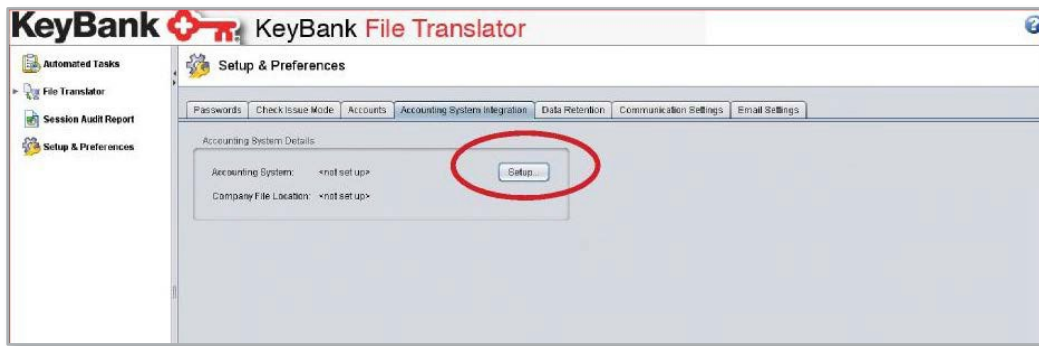 KeyBank KeyBank File Translator
?
Automated Tasks
File Translator
Session Audit Report
Setup & Preferences
Setup & Preferences
Passwords Check Issue Mode Accounts Accounting System Integration Data Retention Communication Settings Email Settings
Accounting System Details
Accounting System: <not set up> Setup...
Company File Location: <not set up>